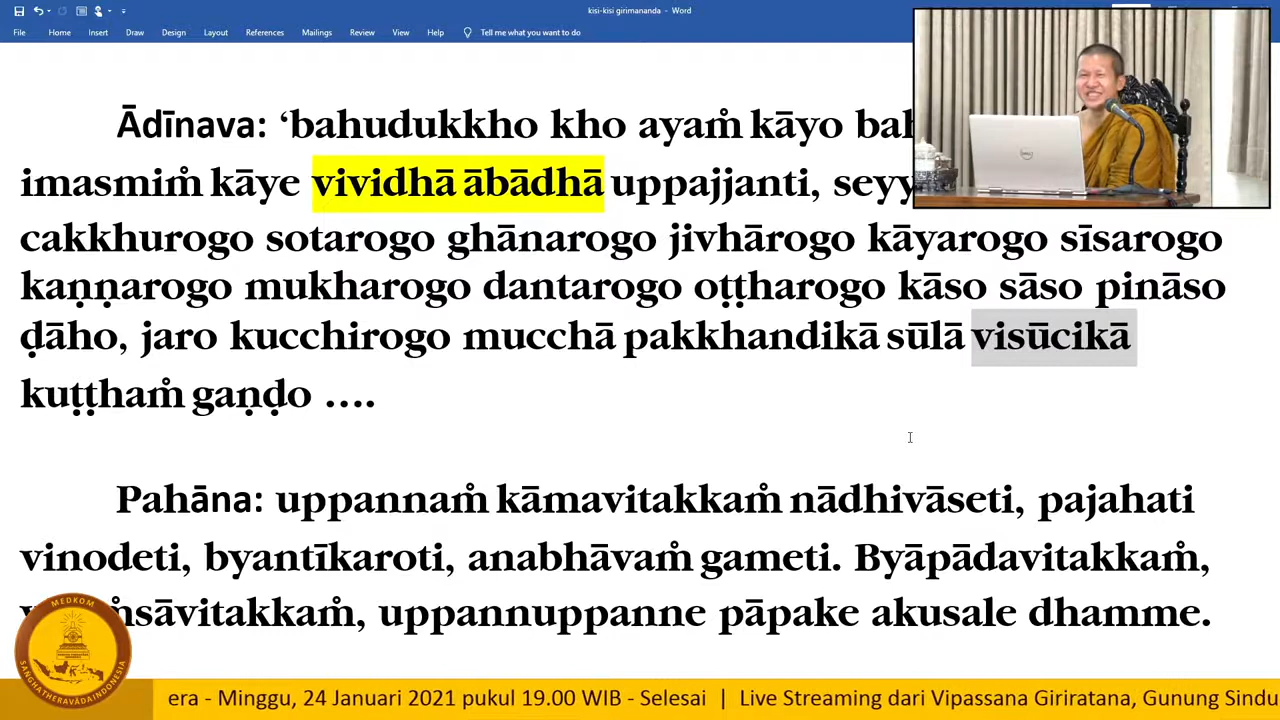 kisi-kisi girimananda - Word
File Home Insert Draw Design Layout References Mailings Review View Help Tell me what you want to do
Ādīnava: ‘bahudukkho kho ayaṁ kāyo
imasmiṁ kāye vividhā ābādhā uppajjanti,
cakkhurogo sotarogo ghānarogo jivhārogo kāyarogo sīsarogo
kaṇṇarogo mukharogo dantarogo oṭṭharogo kāso sāso pināso
ḍāho, jaro kucchirogo mucchā pakkhandikā sūlā visūcikā
kuṭṭhaṁ gaṇḍo ….
Pahāna: uppannaṁ kāmavitakkaṁ nādhivāseti, pajahati
vinodeti, byantīkaroti, anabhāvaṁ gameti. Byāpādavitakkaṁ,
uppannuppanne pāpake akusale dhamme.
MEDKOM
SANGHA THERAVĀDA INDONESIA
era - Minggu, 24 Januari 2021 pukul 19.00 WIB - Selesai | Live Streaming dari Vipassana Giriratana, Gunung Sindu